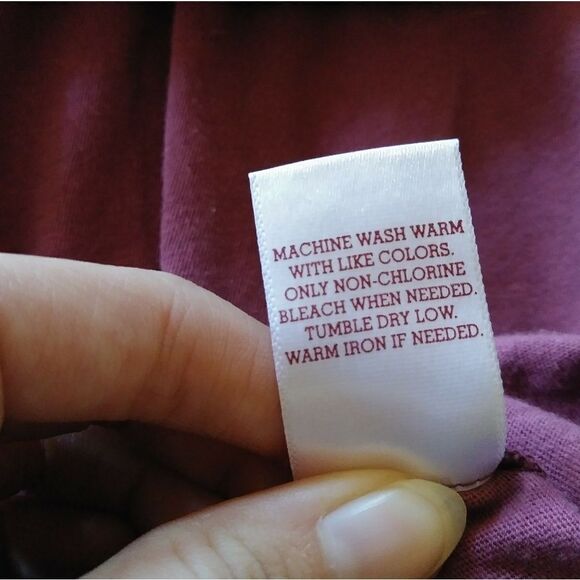 MACHINE WASH WARM
WITH LIKE COLORS.
ONLY NON-CHLORINE
BLEACH WHEN NEEDED.
TUMBLE DRY LOW.
WARM IRON IF NEEDED.